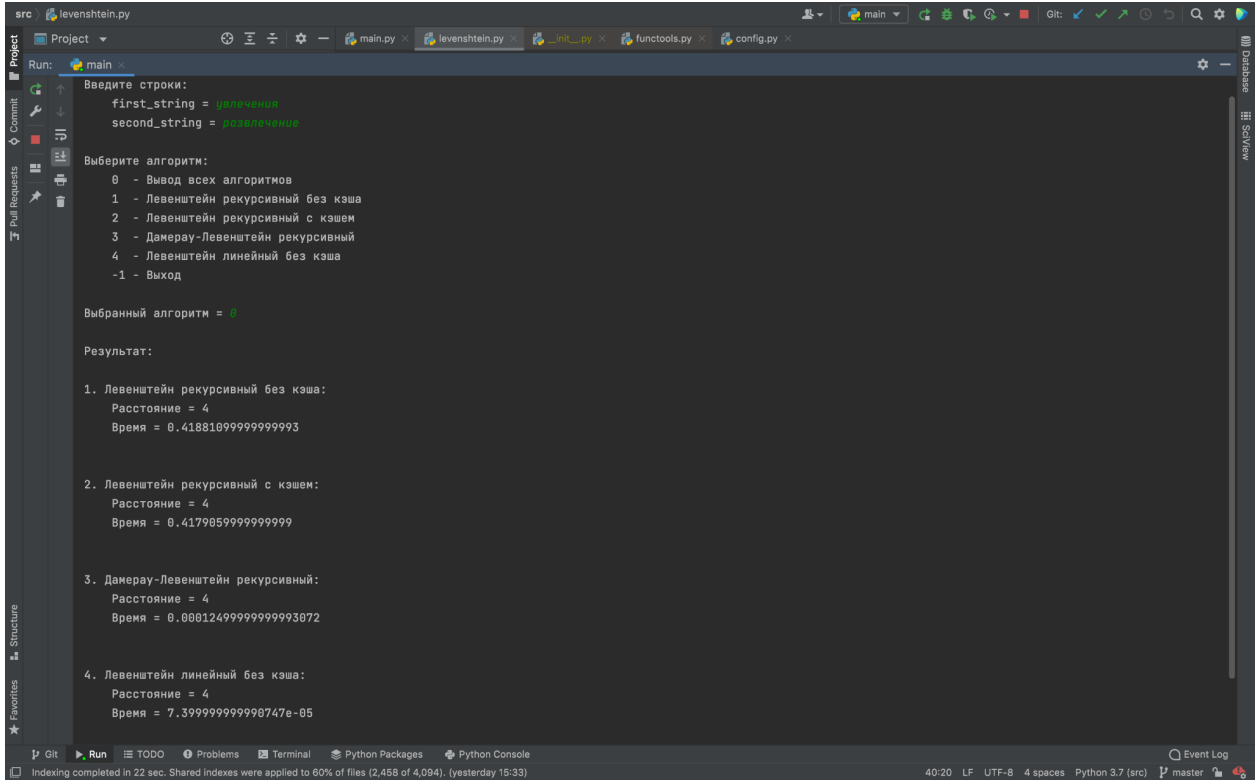 src levenshtein.py main Git:
Project main.py levenshtein.py __init__.py functools.py config.py
Run: main
Введите строки:
first_string = увлечения
second_string = развлечение
Выберите алгоритм:
0 - Вывод всех алгоритмов
1 - Левенштейн рекурсивный без кэша
2 - Левенштейн рекурсивный с кэшем
3 - Дамерау-Левенштейн рекурсивный
4 - Левенштейн линейный без кэша
-1 - Выход
Выбранный алгоритм = 0
Результат:
1. Левенштейн рекурсивный без кэша:
Расстояние = 4
Время = 0.41881099999999993
2. Левенштейн рекурсивный с кэшем:
Расстояние = 4
Время = 0.4179059999999999
3. Дамерау-Левенштейн рекурсивный:
Расстояние = 4
Время = 0.00012499999999993072
4. Левенштейн линейный без кэша:
Расстояние = 4
Время = 7.399999999990747e-05
Project
Commit
Pull Requests
Structure
Favorites
Database
SciView
Git Run TODO Problems Terminal Python Packages Python Console Event Log
Indexing completed in 22 sec. Shared indexes were applied to 60% of files (2,458 of 4,094). (yesterday 15:33) 40:20 LF UTF-8 4 spaces Python 3.7 (src) master